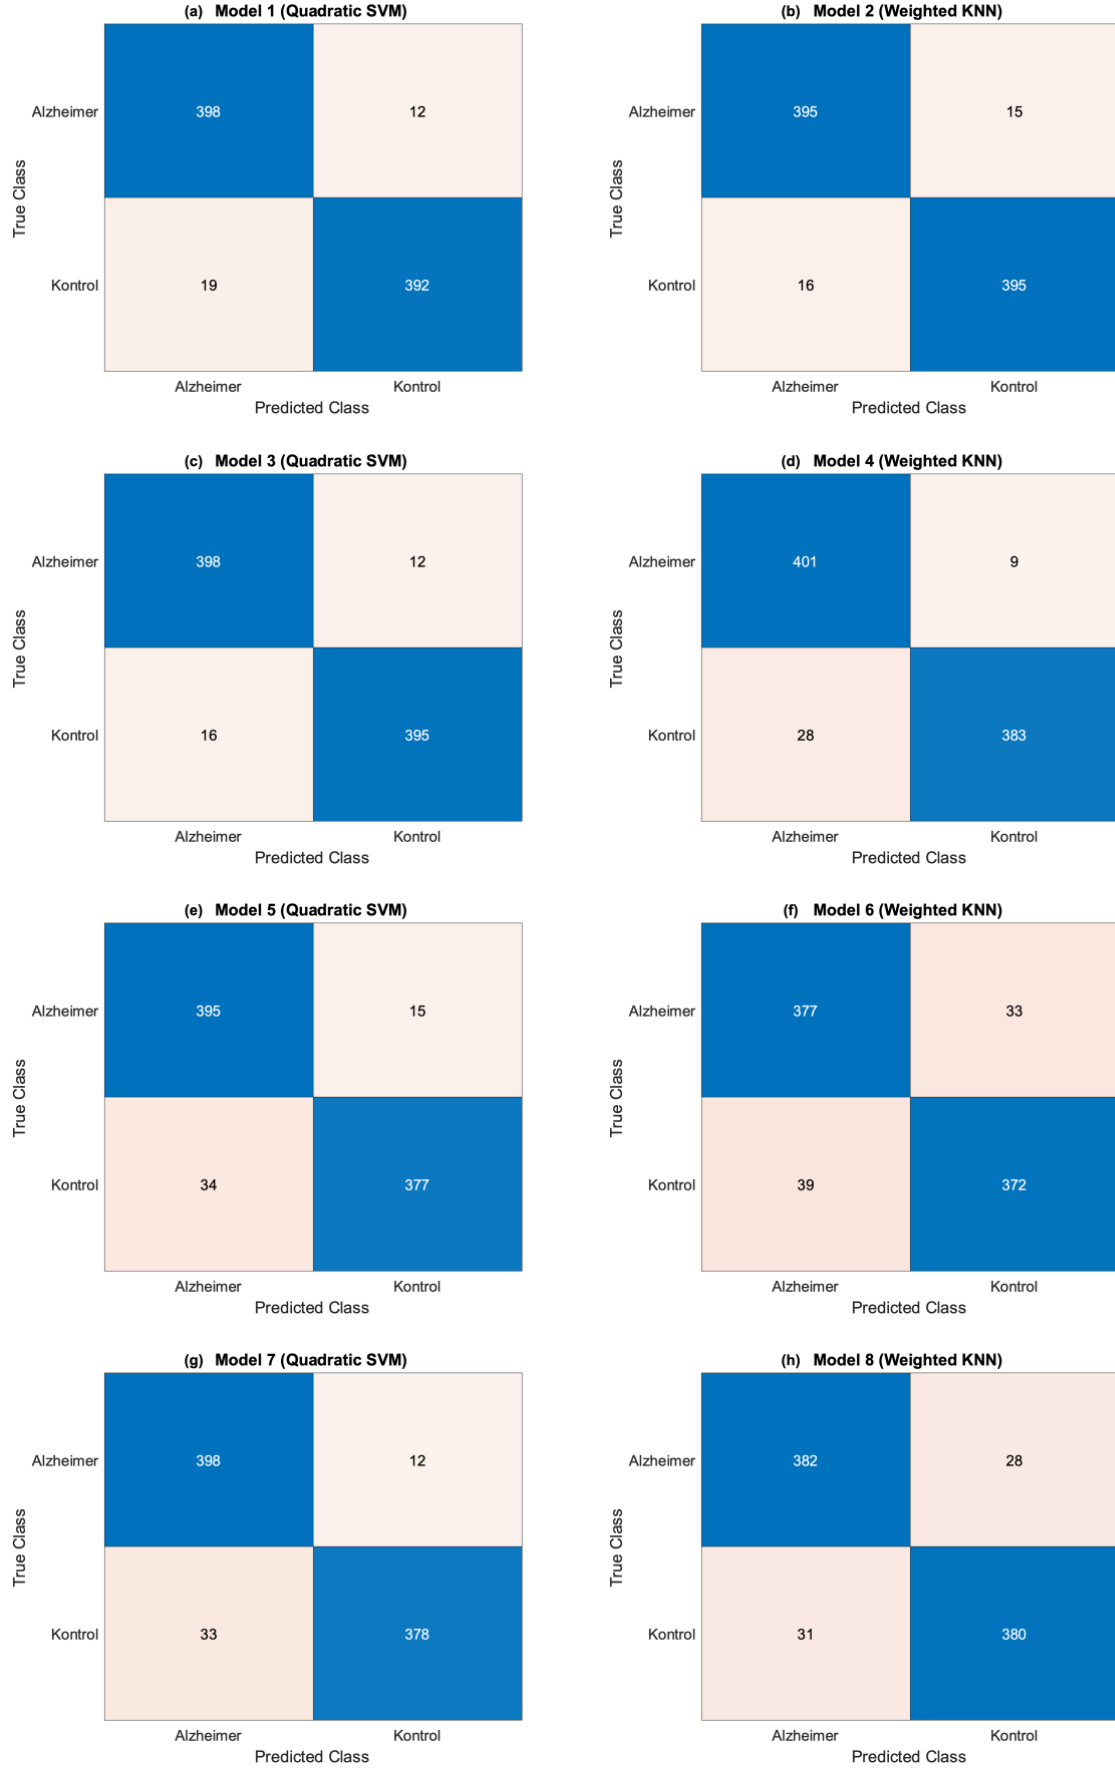 (a) Model 1 (Quadratic SVM)
Alzheimer
398
12
Kontrol
19
392
True Class
Alzheimer
Kontrol
Predicted Class
(b) Model 2 (Weighted KNN)
Alzheimer
395
15
Kontrol
16
395
True Class
Alzheimer
Kontrol
Predicted Class
(c) Model 3 (Quadratic SVM)
Alzheimer
398
12
Kontrol
16
395
True Class
Alzheimer
Kontrol
Predicted Class
(d) Model 4 (Weighted KNN)
Alzheimer
401
9
Kontrol
28
383
True Class
Alzheimer
Kontrol
Predicted Class
(e) Model 5 (Quadratic SVM)
Alzheimer
395
15
Kontrol
34
377
True Class
Alzheimer
Kontrol
Predicted Class
(f) Model 6 (Weighted KNN)
Alzheimer
377
33
Kontrol
39
372
True Class
Alzheimer
Kontrol
Predicted Class
(g) Model 7 (Quadratic SVM)
Alzheimer
398
12
Kontrol
33
378
True Class
Alzheimer
Kontrol
Predicted Class
(h) Model 8 (Weighted KNN)
Alzheimer
382
28
Kontrol
31
380
True Class
Alzheimer
Kontrol
Predicted Class